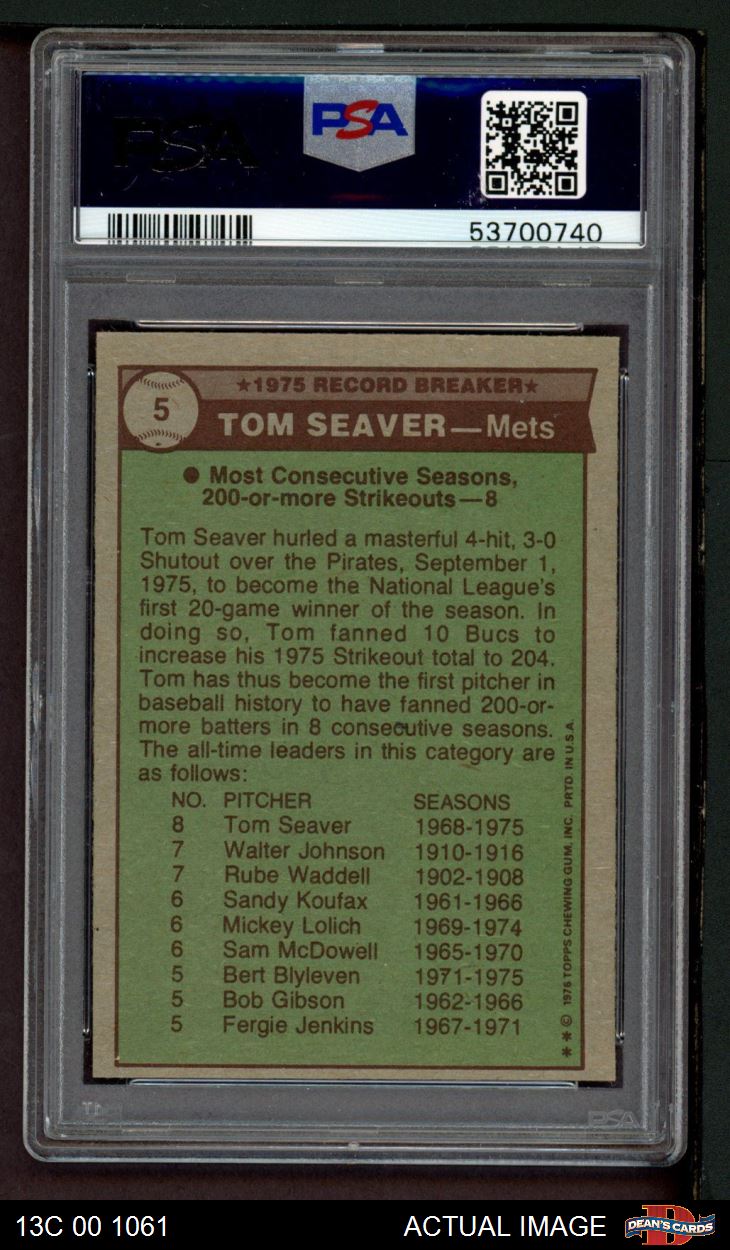 PSA
PSA
53700740
★1975 RECORD BREAKER★
5
TOM SEAVER—Mets
● Most Consecutive Seasons,
200-or-more Strikeouts—8
Tom Seaver hurled a masterful 4-hit, 3-0
Shutout over the Pirates, September 1,
1975, to become the National League's
first 20-game winner of the season. In
doing so, Tom fanned 10 Bucs to
increase his 1975 Strikeout total to 204.
Tom has thus become the first pitcher in
baseball history to have fanned 200-or-
more batters in 8 consecutive seasons.
The all-time leaders in this category are
as follows:
NO. PITCHER SEASONS
8 Tom Seaver 1968-1975
7 Walter Johnson 1910-1916
7 Rube Waddell 1902-1908
6 Sandy Koufax 1961-1966
6 Mickey Lolich 1969-1974
6 Sam McDowell 1965-1970
5 Bert Blyleven 1971-1975
5 Bob Gibson 1962-1966
5 Fergie Jenkins 1967-1971
* * © 1976 TOPPS CHEWING GUM, INC. PRTD. IN U.S.A.
PSA
13C 00 1061
ACTUAL IMAGE
DEAN'S CARDS